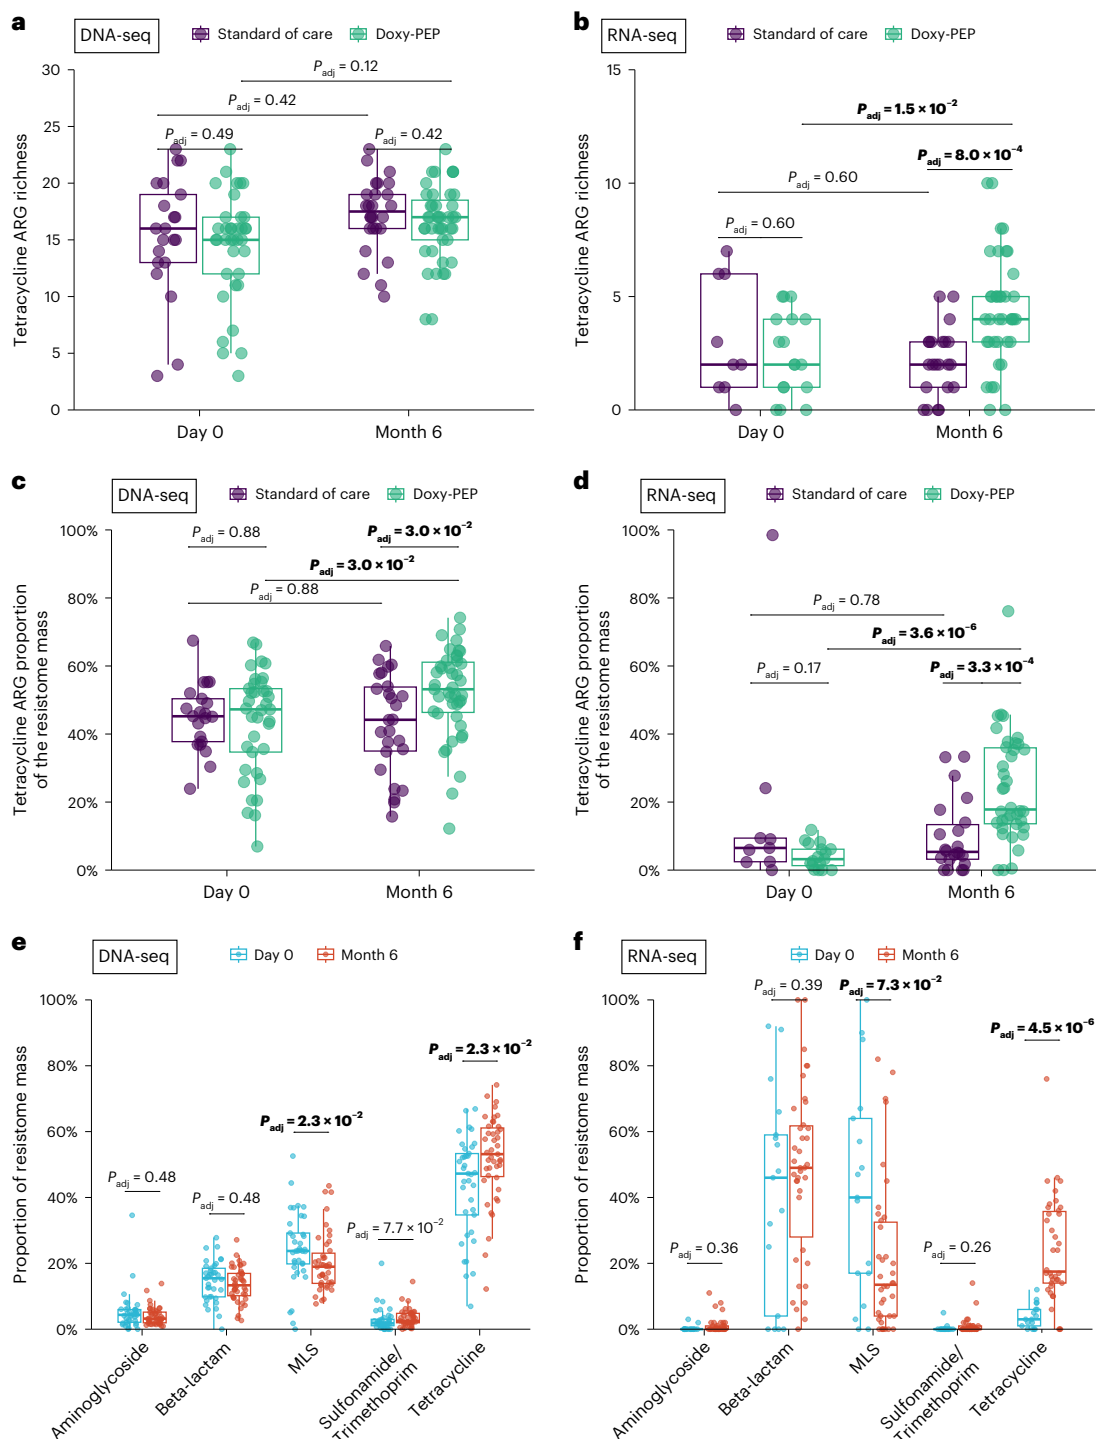 a
DNA-seq
Standard of care
Doxy-PEP
Tetracycline ARG richness
30
25
20
15
10
5
0
Padj = 0.12
Padj = 0.42
Padj = 0.49
Padj = 0.42
Day 0
Month 6
b
RNA-seq
Standard of care
Doxy-PEP
Tetracycline ARG richness
15
10
5
0
Padj = 1.5 × 10⁻²
Padj = 8.0 × 10⁻⁴
Padj = 0.60
Padj = 0.60
Day 0
Month 6
c
DNA-seq
Standard of care
Doxy-PEP
Tetracycline ARG proportion
of the resistome mass
100%
80%
60%
40%
20%
0%
Padj = 0.88
Padj = 3.0 × 10⁻²
Padj = 3.0 × 10⁻²
Padj = 0.88
Day 0
Month 6
d
RNA-seq
Standard of care
Doxy-PEP
Tetracycline ARG proportion
of the resistome mass
100%
80%
60%
40%
20%
0%
Padj = 0.78
Padj = 3.6 × 10⁻⁶
Padj = 0.17
Padj = 3.3 × 10⁻⁴
Day 0
Month 6
e
DNA-seq
Day 0
Month 6
Proportion of resistome mass
100%
80%
60%
40%
20%
0%
Padj = 0.48
Padj = 0.48
Padj = 2.3 × 10⁻²
Padj = 7.7 × 10⁻²
Padj = 2.3 × 10⁻²
Aminoglycoside
Beta-lactam
MLS
Sulfonamide/
Trimethoprim
Tetracycline
f
RNA-seq
Day 0
Month 6
Proportion of resistome mass
100%
80%
60%
40%
20%
0%
Padj = 0.36
Padj = 0.39
Padj = 7.3 × 10⁻²
Padj = 0.26
Padj = 4.5 × 10⁻⁶
Aminoglycoside
Beta-lactam
MLS
Sulfonamide/
Trimethoprim
Tetracycline